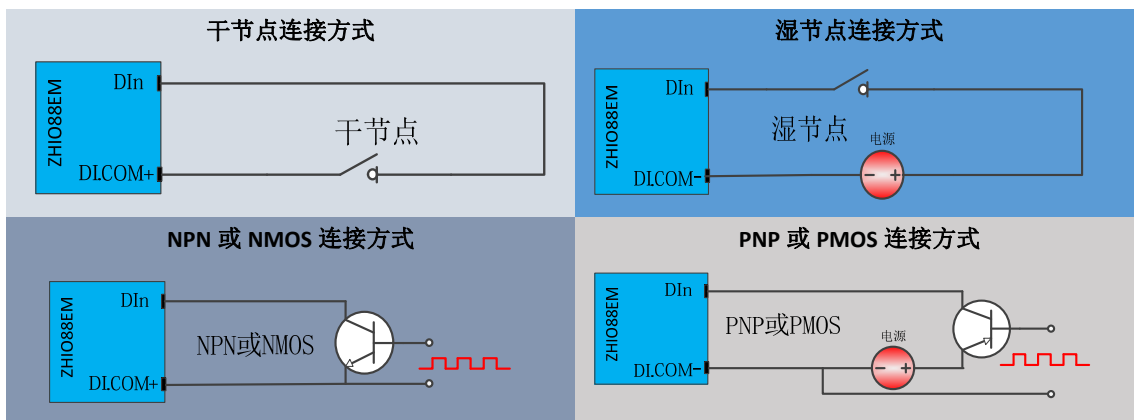 干节点连接方式
ZHIO88EM
DIn
干节点
DI.COM+
湿节点连接方式
ZHIO88EM
DIn
湿节点
电源
DI.COM-
- +
NPN 或 NMOS 连接方式
ZHIO88EM
DIn
NPN或NMOS
DI.COM+
PNP 或 PMOS 连接方式
ZHIO88EM
DIn
PNP或PMOS
电源
DI.COM-
- +